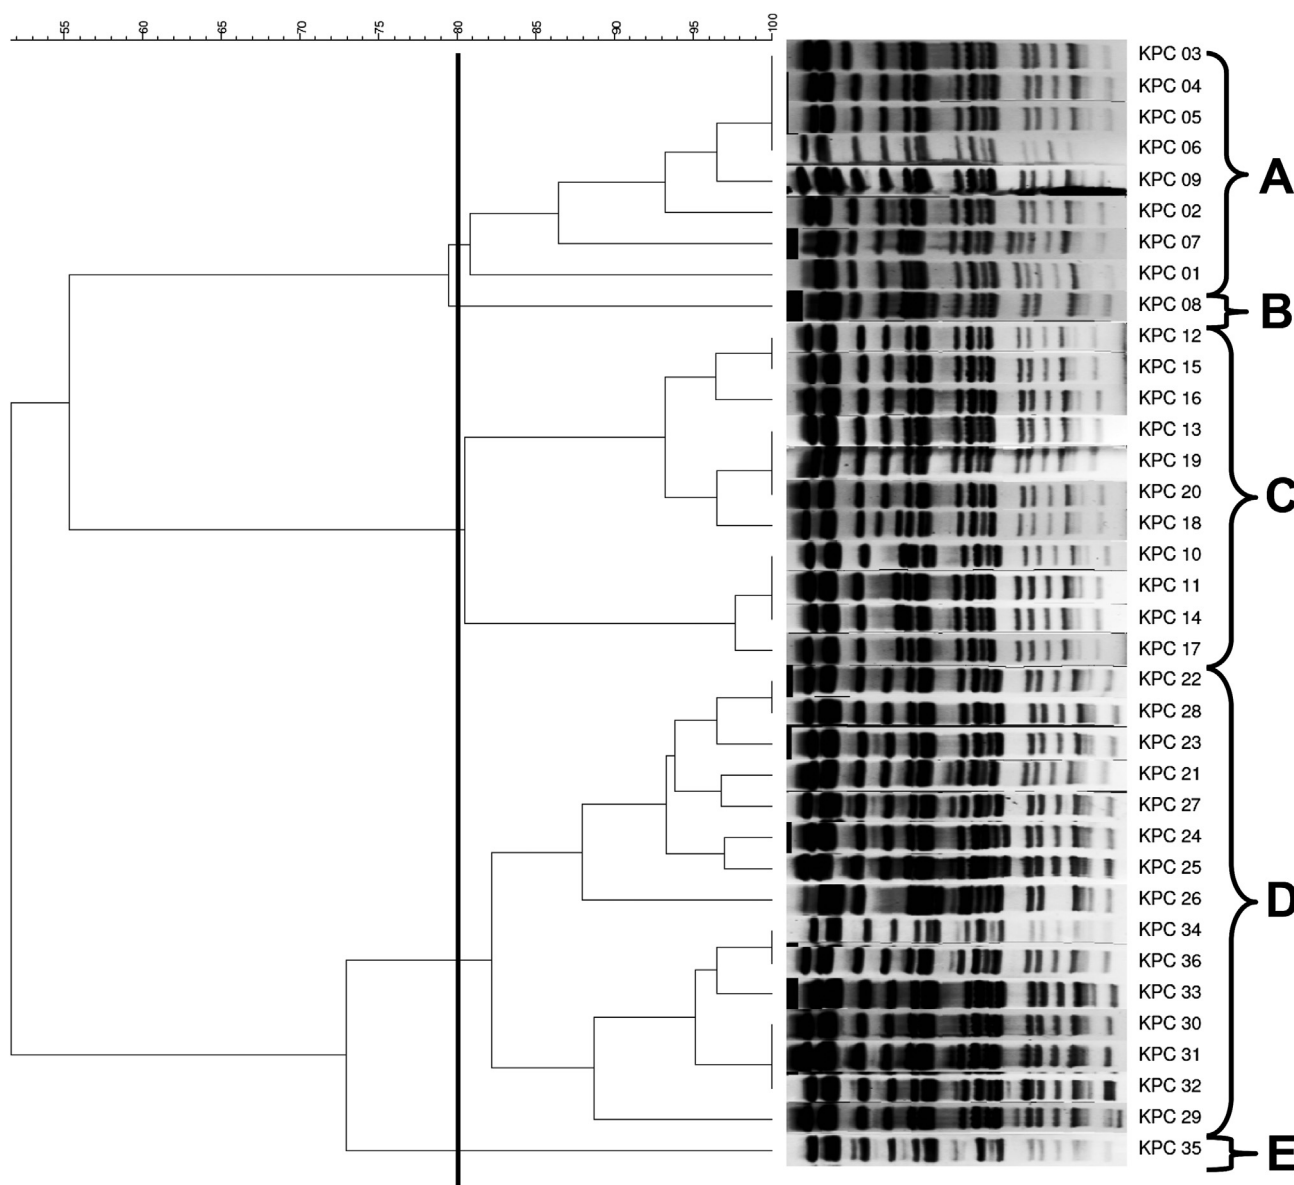 55 60 65 70 75 80 85 90 95 100
KPC 03
KPC 04
KPC 05
KPC 06
KPC 09
A
KPC 02
KPC 07
KPC 01
KPC 08
B
KPC 12
KPC 15
KPC 16
KPC 13
KPC 19
KPC 20
C
KPC 18
KPC 10
KPC 11
KPC 14
KPC 17
KPC 22
KPC 28
KPC 23
KPC 21
KPC 27
KPC 24
KPC 25
KPC 26
D
KPC 34
KPC 36
KPC 33
KPC 30
KPC 31
KPC 32
KPC 29
KPC 35
E